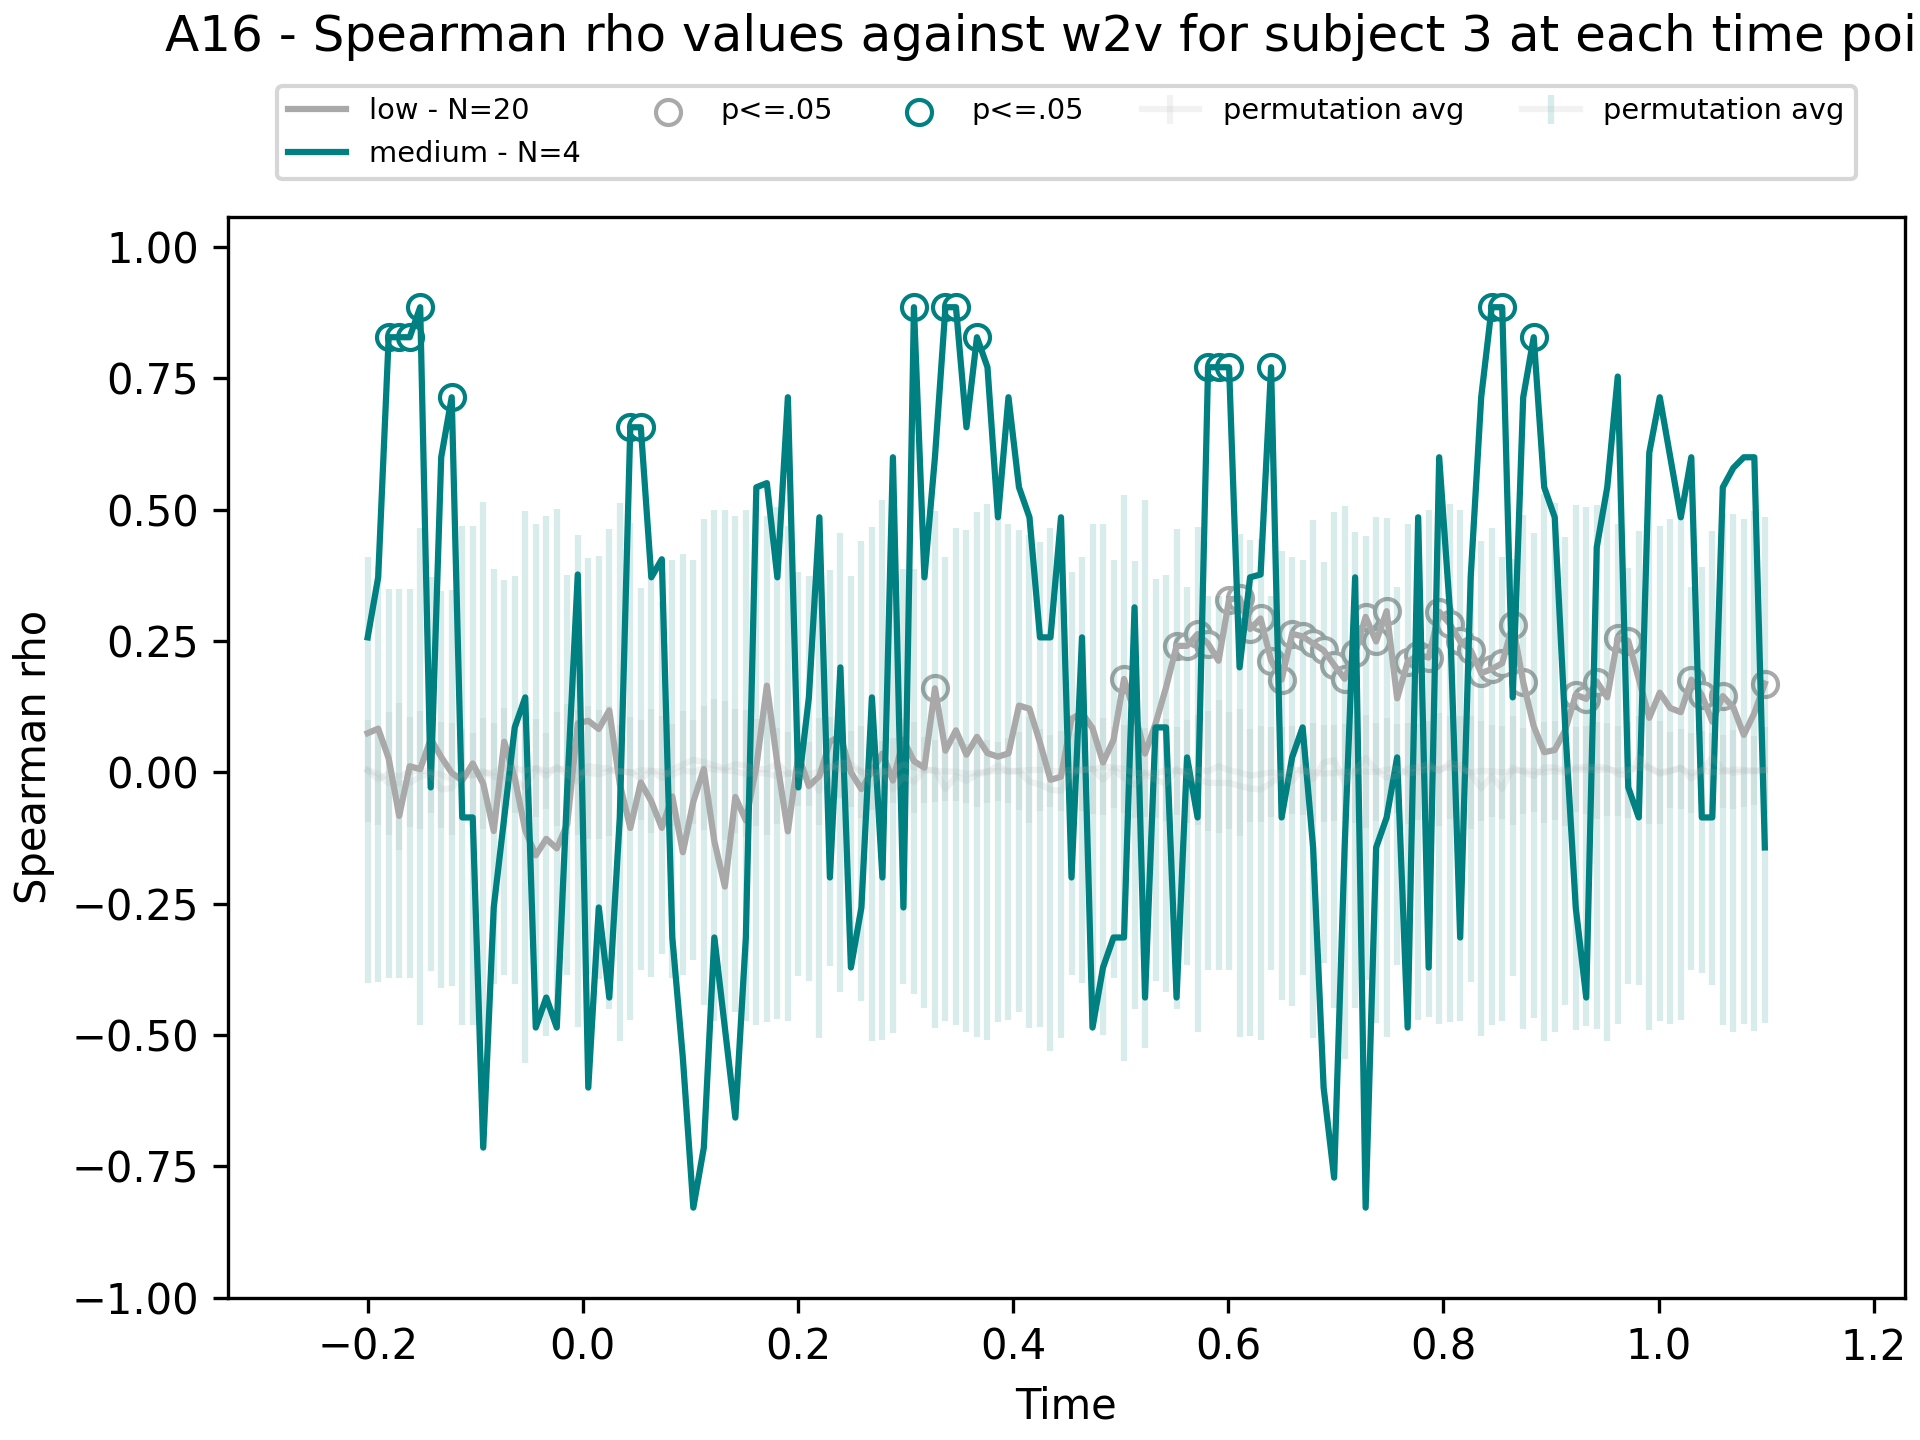 A16 - Spearman rho values against w2v for subject 3 at each time poi
low - N=20
medium - N=4
p<=.05
p<=.05
permutation avg
permutation avg
Spearman rho
1.00
0.75
0.50
0.25
0.00
−0.25
−0.50
−0.75
−1.00
−0.2
0.0
0.2
0.4
0.6
0.8
1.0
1.2
Time